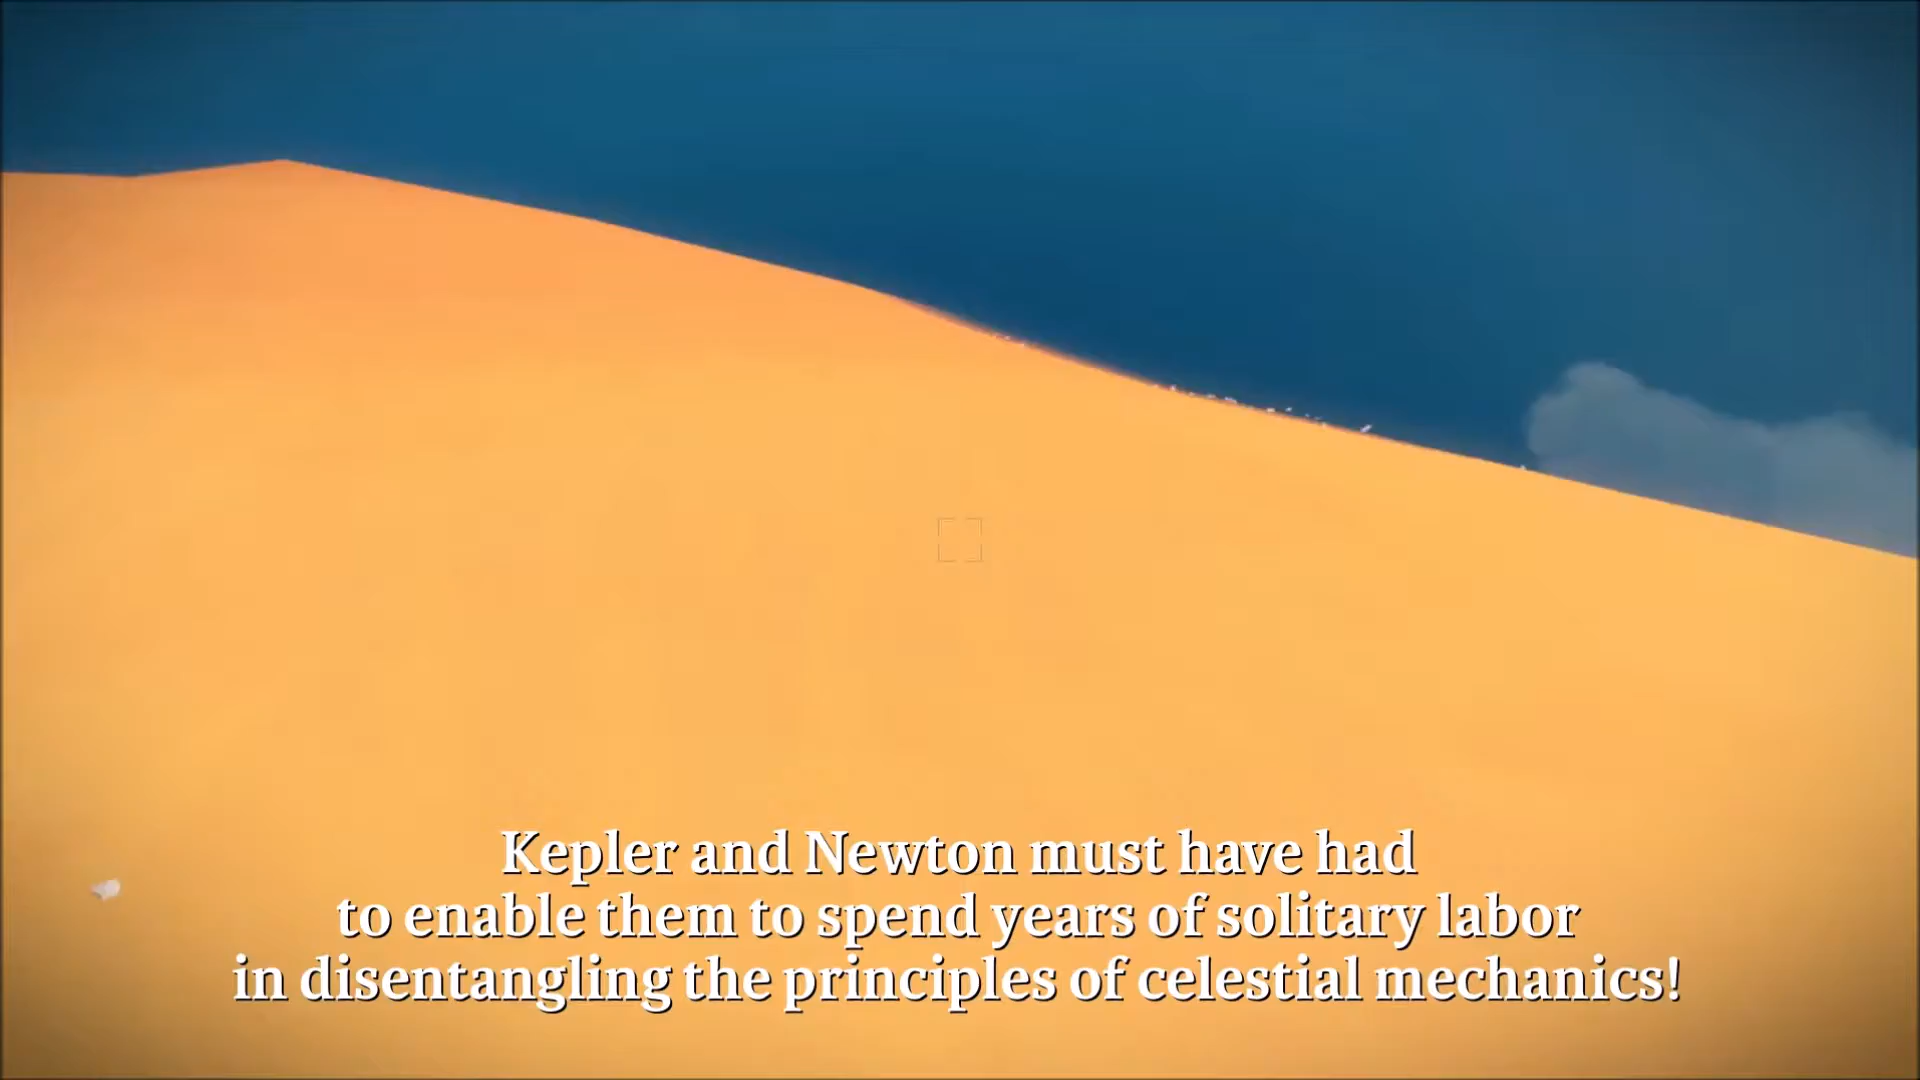 Kepler and Newton must have had
to enable them to spend years of solitary labor
in disentangling the principles of celestial mechanics!